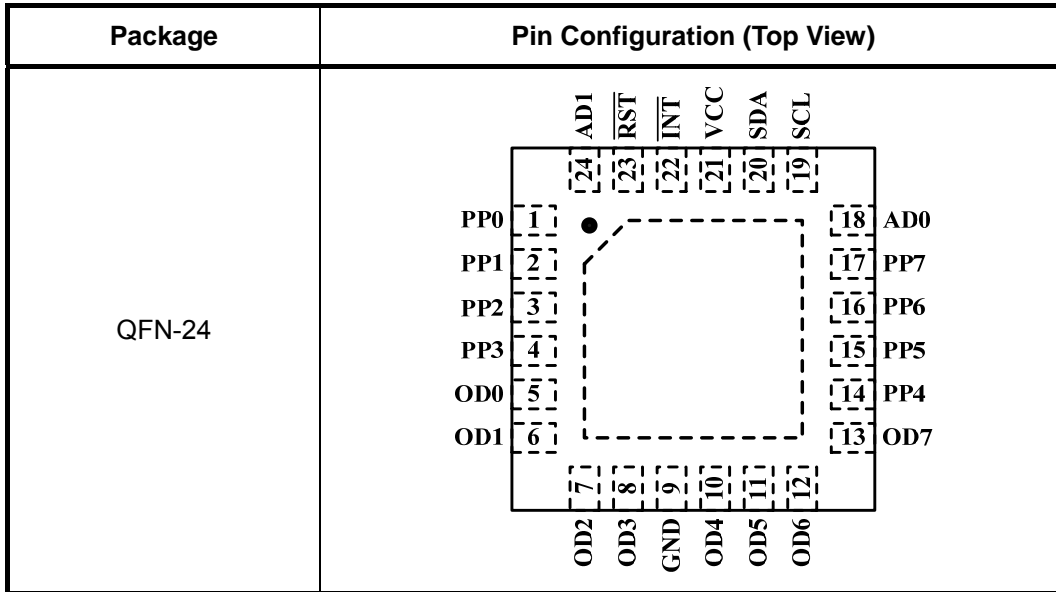 Package Pin Configuration (Top View)
QFN-24
AD1 R̅S̅T̅ I̅N̅T̅ VCC SDA SCL
24 23 22 21 20 19
PP0 1 18 AD0
PP1 2 17 PP7
PP2 3 16 PP6
PP3 4 15 PP5
OD0 5 14 PP4
OD1 6 13 OD7
7 8 9 10 11 12
OD2 OD3 GND OD4 OD5 OD6